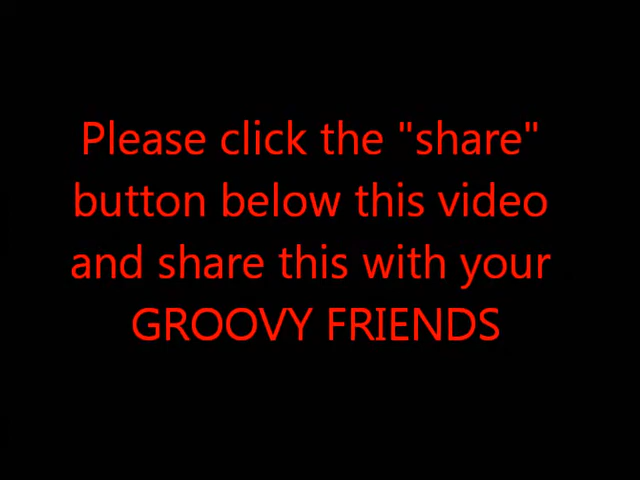 Please click the "share"
button below this video
and share this with your
GROOVY FRIENDS